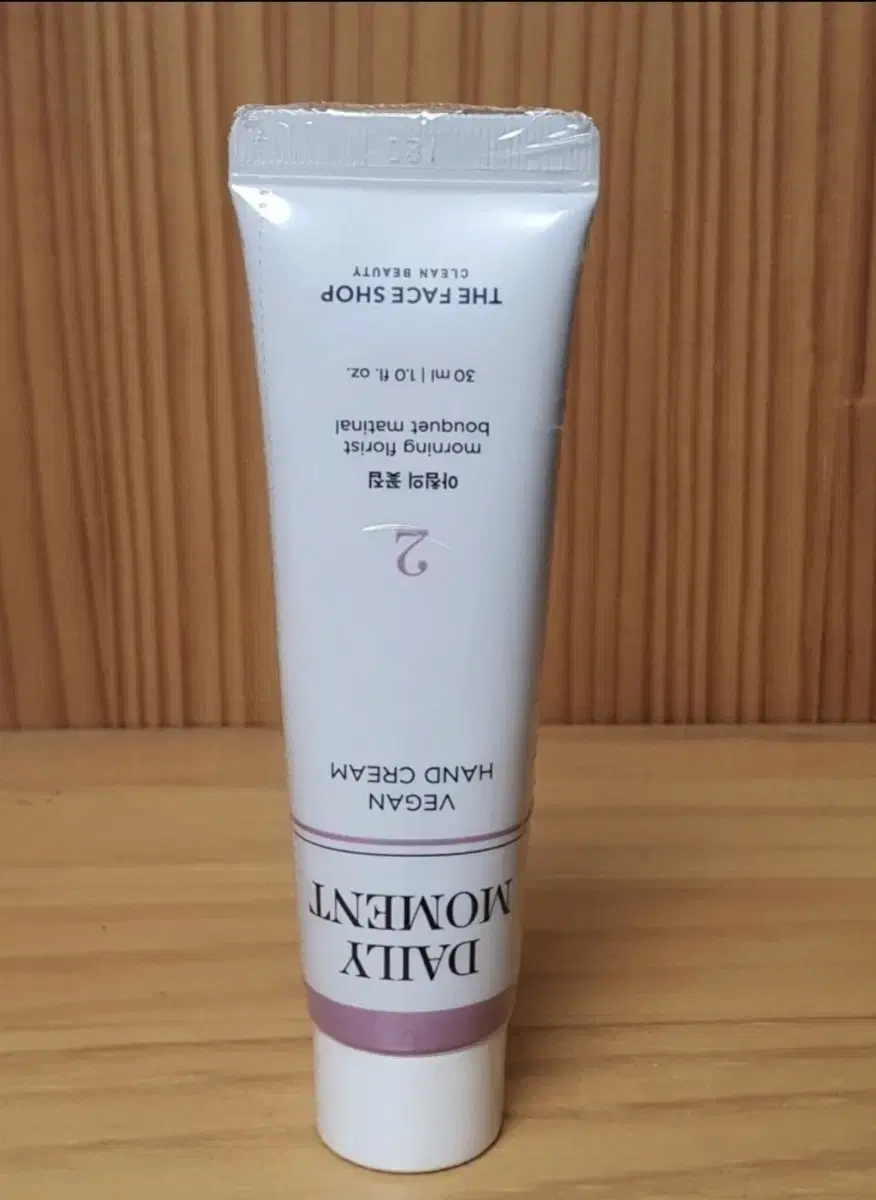 DAILY
MOMENT
VEGAN
HAND CREAM
2
아침의 꽃집
morning florist
bouquet matinal
30 ml | 1.0 fl. oz.
THE FACE SHOP
CLEAN BEAUTY